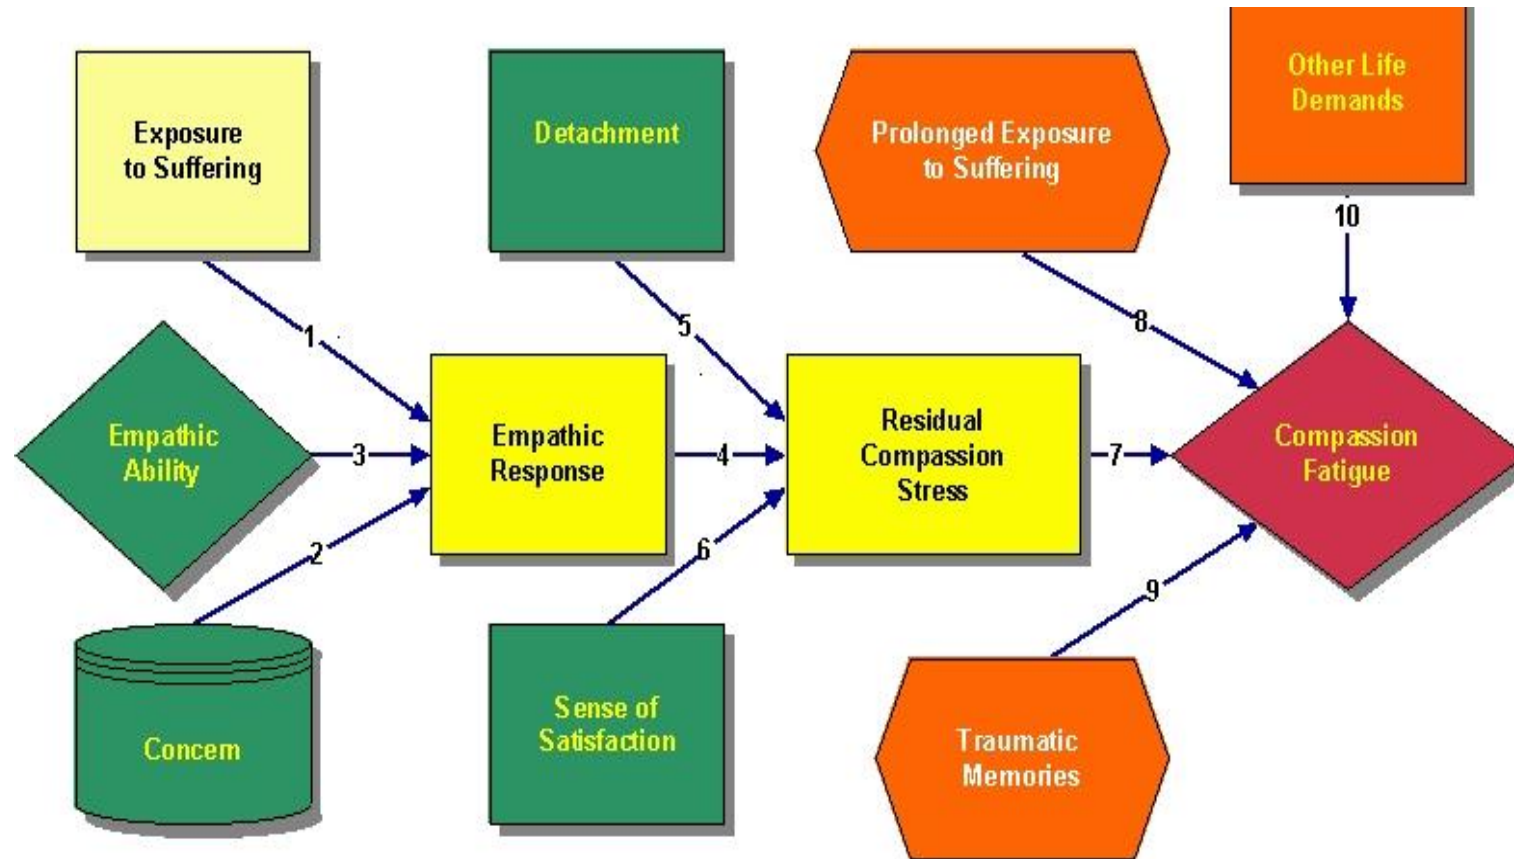 Exposure
to Suffering
Detachment
Prolonged Exposure
to Suffering
Other Life
Demands
10
1
5
8
Empathic
Ability
3
Empathic
Response
4
Residual
Compassion
Stress
7
Compassion
Fatigue
2
6
9
Concern
Sense of
Satisfaction
Traumatic
Memories